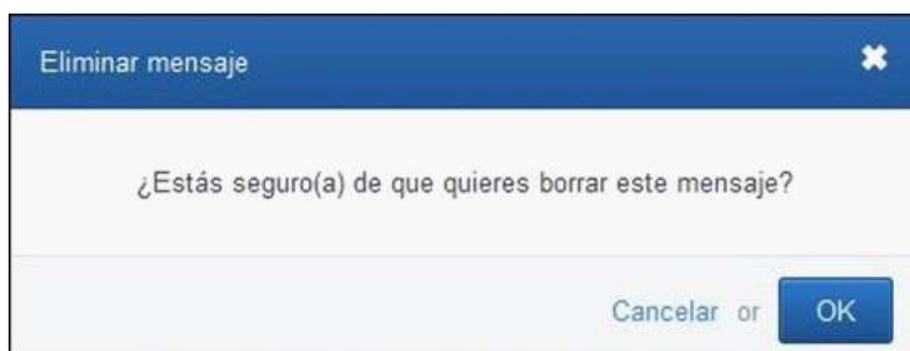 Eliminar mensaje
¿Estás seguro(a) de que quieres borrar este mensaje?
Cancelar or OK